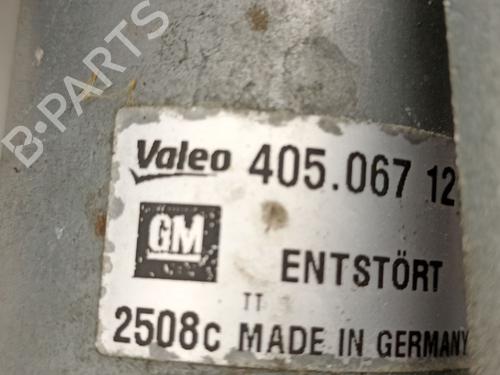 B-PARTS
Valeo 405.067 12
GM
ENTSTÖRT
TT
2508c MADE IN GERMANY